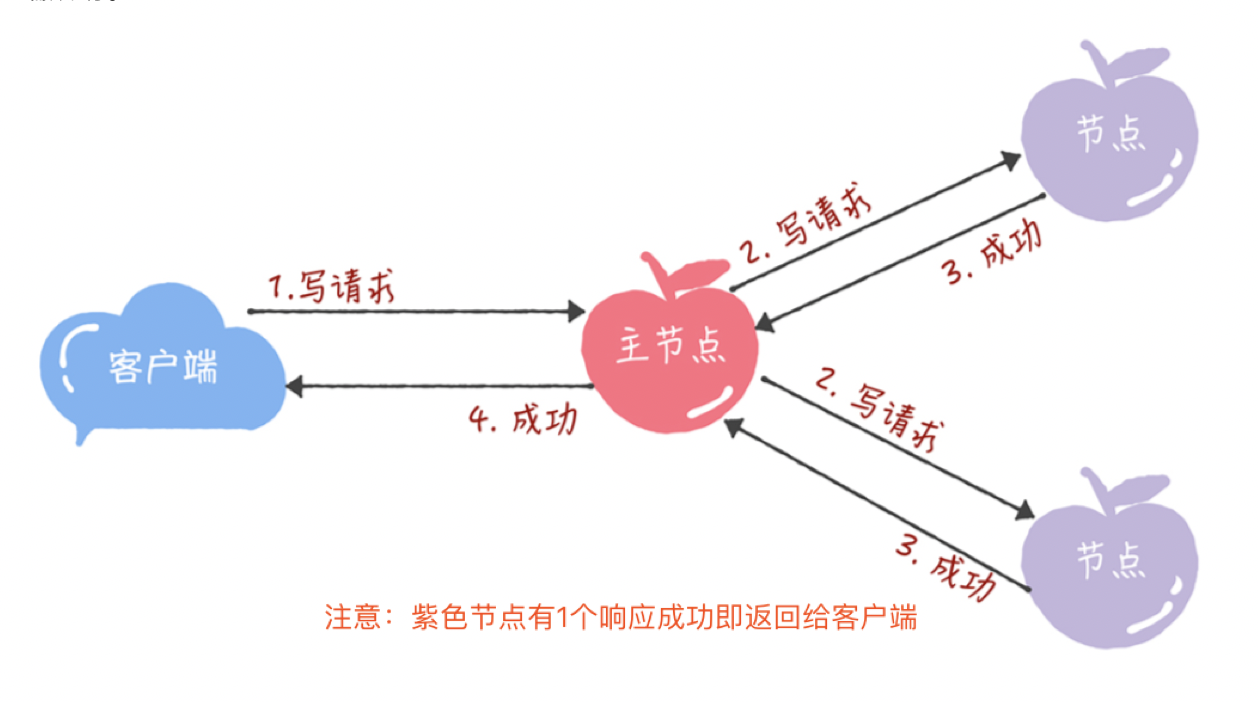 节点
2. 写请求
3. 成功
1.写请求
客户端
主节点
4. 成功
2. 写请求
3. 成功
节点
注意：紫色节点有1个响应成功即返回给客户端